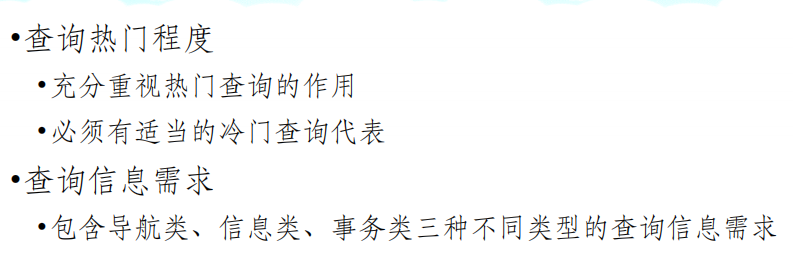 •查询热门程度
•充分重视热门查询的作用
•必须有适当的冷门查询代表
•查询信息需求
•包含导航类、信息类、事务类三种不同类型的查询信息需求